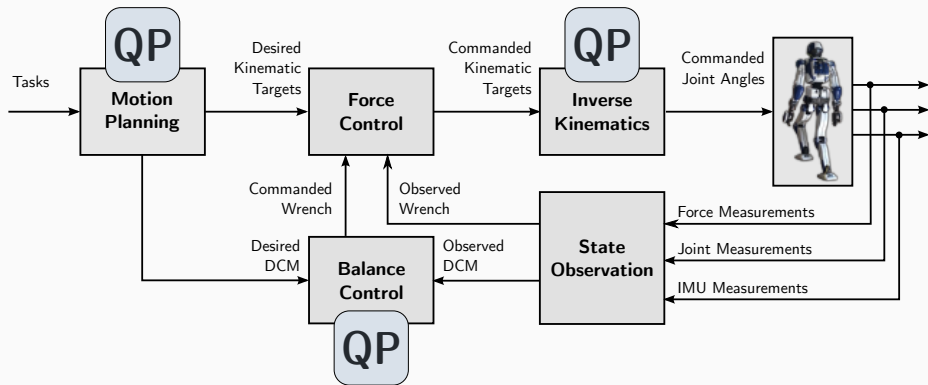 QP
QP
Tasks
Motion
Planning
Desired
Kinematic
Targets
Force
Control
Commanded
Kinematic
Targets
Inverse
Kinematics
Commanded
Joint Angles
Commanded
Wrench
Observed
Wrench
Force Measurements
Desired
DCM
Balance
Control
Observed
DCM
State
Observation
Joint Measurements
IMU Measurements
QP